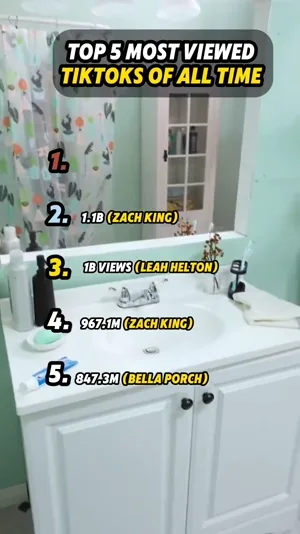 TOP 5 MOST VIEWED
TIKTOKS OF ALL TIME
1.
2. 1.1B (ZACH KING)
3. 1B VIEWS (LEAH HELTON)
4. 967.1M (ZACH KING)
5. 847.3M (BELLA PORCH)